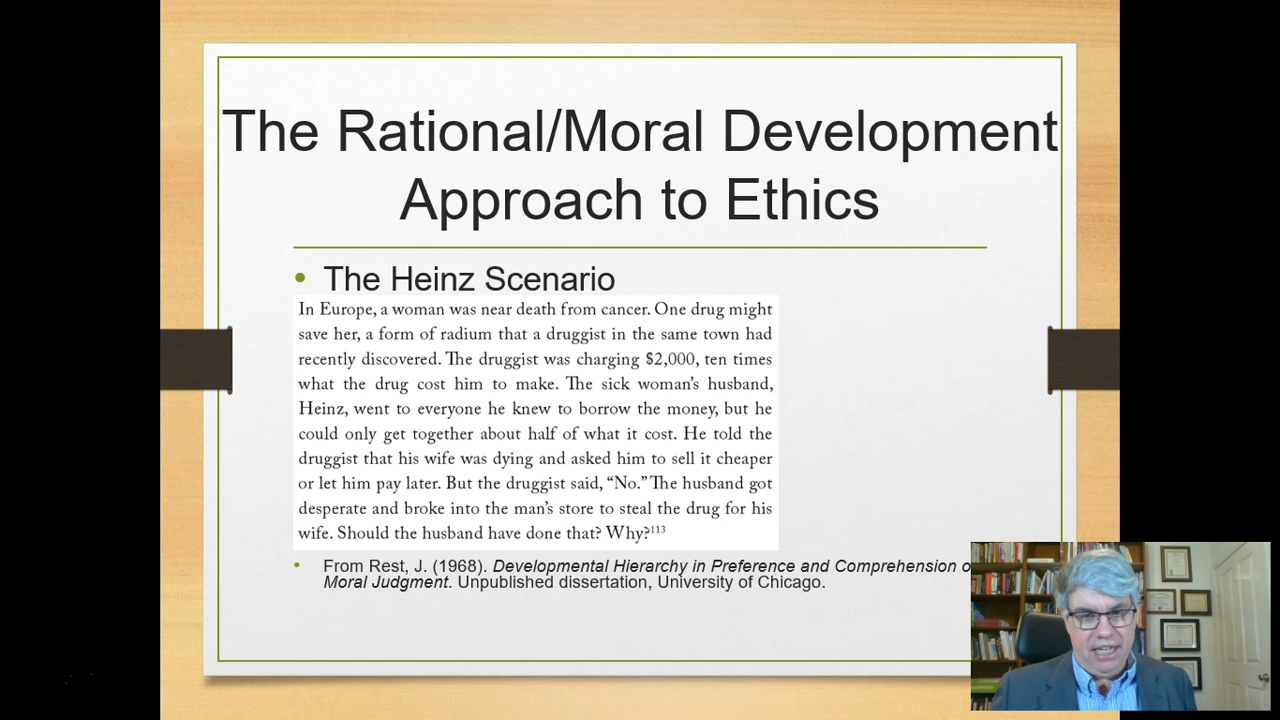 The Rational/Moral Development
Approach to Ethics
• The Heinz Scenario
In Europe, a woman was near death from cancer. One drug might
save her, a form of radium that a druggist in the same town had
recently discovered. The druggist was charging $2,000, ten times
what the drug cost him to make. The sick woman's husband,
Heinz, went to everyone he knew to borrow the money, but he
could only get together about half of what it cost. He told the
druggist that his wife was dying and asked him to sell it cheaper
or let him pay later. But the druggist said, “No.” The husband got
desperate and broke into the man's store to steal the drug for his
wife. Should the husband have done that? Why?¹¹³
• From Rest, J. (1968). Developmental Hierarchy in Preference and Comprehension o
Moral Judgment. Unpublished dissertation, University of Chicago.